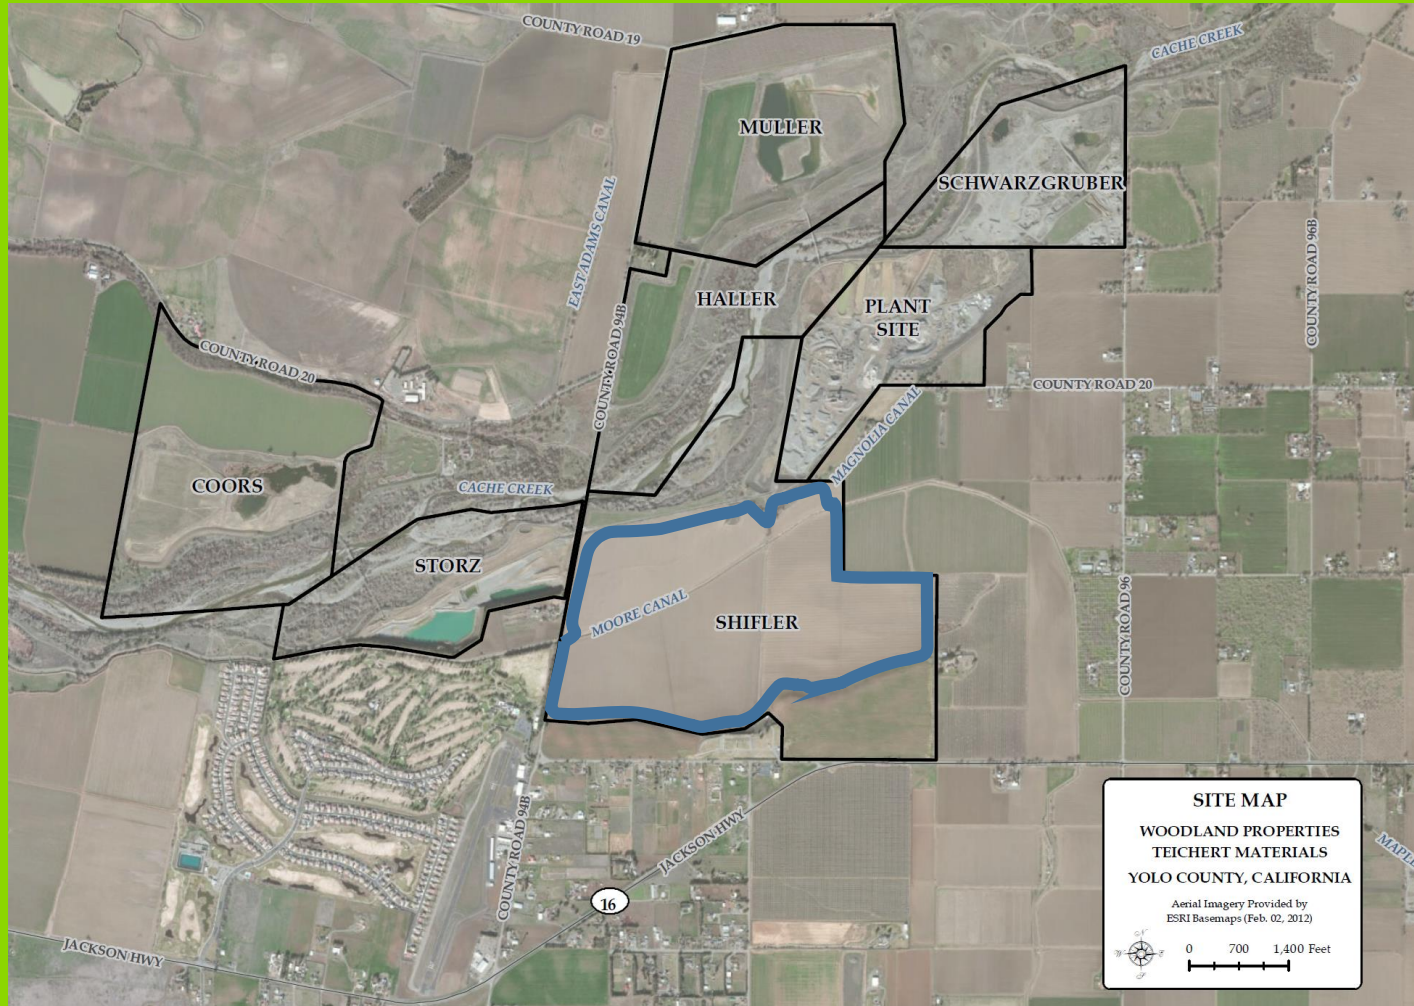 COUNTY ROAD 19
CACHE CREEK
MULLER
SCHWARZGRUBER
EAST ADAMS CANAL
COUNTY ROAD 96B
HALLER
PLANT
SITE
COUNTY ROAD 94B
COUNTY ROAD 20
COUNTY ROAD 20
MAGNOLIA CANAL
COORS
CACHE CREEK
STORZ
MOORE CANAL
SHIFLER
COUNTY ROAD 96
COUNTY ROAD 94B
JACKSON HWY
16
JACKSON HWY
MAPLE
SITE MAP
WOODLAND PROPERTIES
TEICHERT MATERIALS
YOLO COUNTY, CALIFORNIA
Aerial Imagery Provided by
ESRI Basemaps (Feb. 02, 2012)
N
W E
S
0 700 1,400 Feet